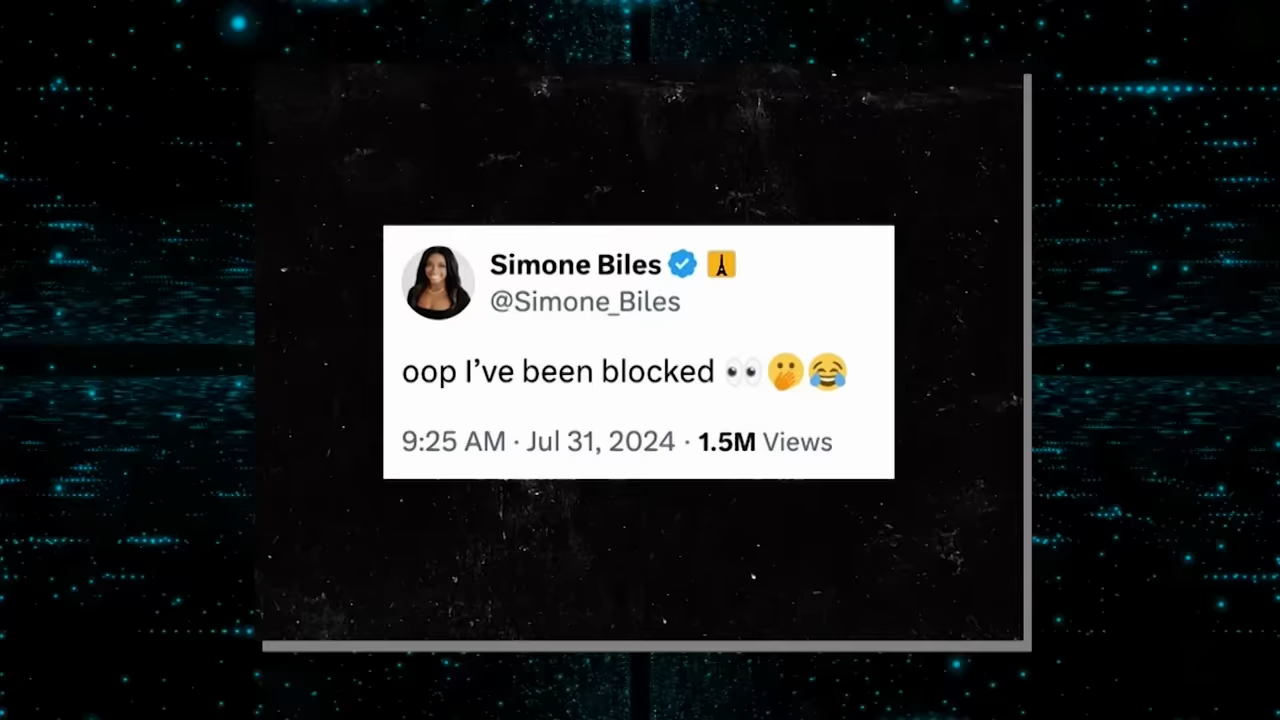 Simone Biles
@Simone_Biles
oop I’ve been blocked 👀🫢😂
9:25 AM · Jul 31, 2024 · 1.5M Views